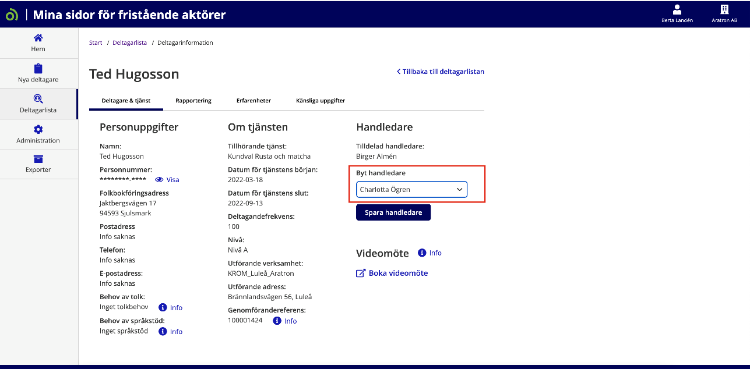 Mina sidor för fristående aktörer
Berta Landén
Aratron AB
Hem
Nya deltagare
Deltagarlista
Administration
Exporter
Start / Deltagarlista / Deltagarinformation
Ted Hugosson
Tillbaka till deltagarlistan
Deltagare & tjänst
Rapportering
Erfarenheter
Känsliga uppgifter
Personuppgifter
Namn:
Ted Hugosson
Personnummer:
********-**** Visa
Folkbokföringsadress
Jaktbergsvägen 17
94593 Sjulsmark
Postadress
Info saknas
Telefon:
Info saknas
E-postadress:
Info saknas
Behov av tolk:
Inget tolkbehov Info
Behov av språkstöd:
Inget språkstöd Info
Om tjänsten
Tillhörande tjänst:
Kundval Rusta och matcha
Datum för tjänstens början:
2022-03-18
Datum för tjänstens slut:
2022-09-13
Deltagandefrekvens:
100
Nivå:
Nivå A
Utförande verksamhet:
KROM_Luleå_Aratron
Utförande adress:
Brännlandsvägen 56, Luleå
Genomförandereferens:
100001424 Info
Handledare
Tilldelad handledare:
Birger Almén
Byt handledare
Charlotta Ögren
Spara handledare
Videomöte Info
Boka videomöte